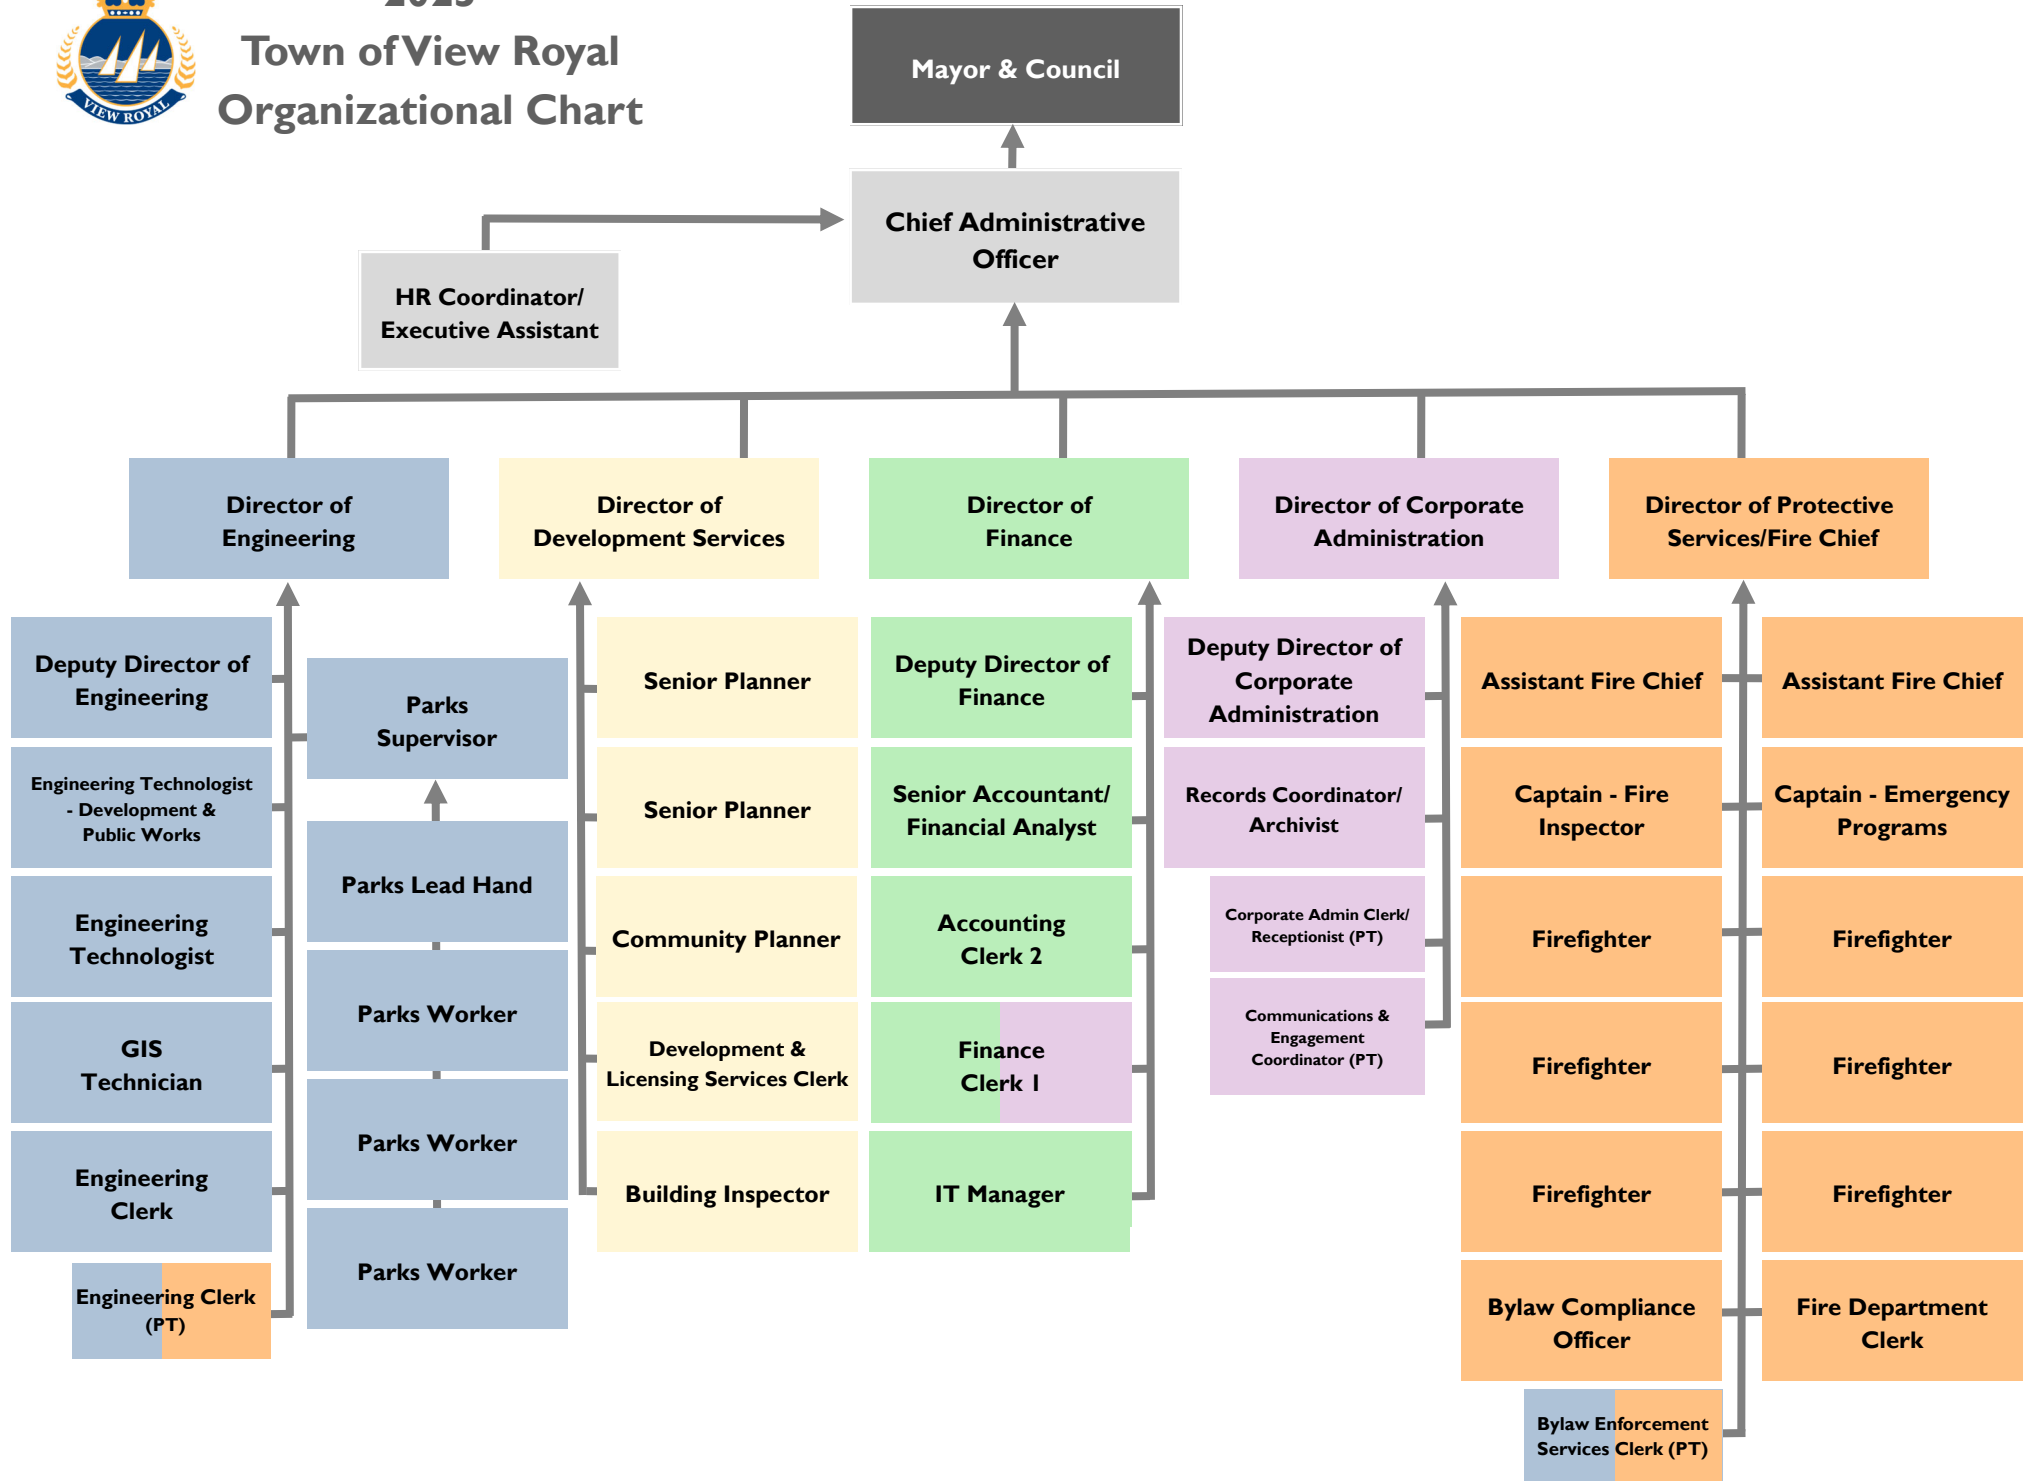 VIEW ROYAL
Town of View Royal
Organizational Chart
Mayor & Council
Chief Administrative
Officer
HR Coordinator/
Executive Assistant
Director of
Engineering
Director of
Development Services
Director of
Finance
Director of Corporate
Administration
Director of Protective
Services/Fire Chief
Deputy Director of
Engineering
Engineering Technologist
- Development &
Public Works
Engineering
Technologist
GIS
Technician
Engineering
Clerk
Engineering Clerk
(PT)
Parks
Supervisor
Parks Lead Hand
Parks Worker
Parks Worker
Parks Worker
Senior Planner
Senior Planner
Community Planner
Development &
Licensing Services Clerk
Building Inspector
Deputy Director of
Finance
Senior Accountant/
Financial Analyst
Accounting
Clerk 2
Finance
Clerk 1
IT Manager
Deputy Director of
Corporate
Administration
Records Coordinator/
Archivist
Corporate Admin Clerk/
Receptionist (PT)
Communications &
Engagement
Coordinator (PT)
Assistant Fire Chief
Captain - Fire
Inspector
Firefighter
Firefighter
Firefighter
Bylaw Compliance
Officer
Bylaw Enforcement
Services Clerk (PT)
Assistant Fire Chief
Captain - Emergency
Programs
Firefighter
Firefighter
Firefighter
Fire Department
Clerk